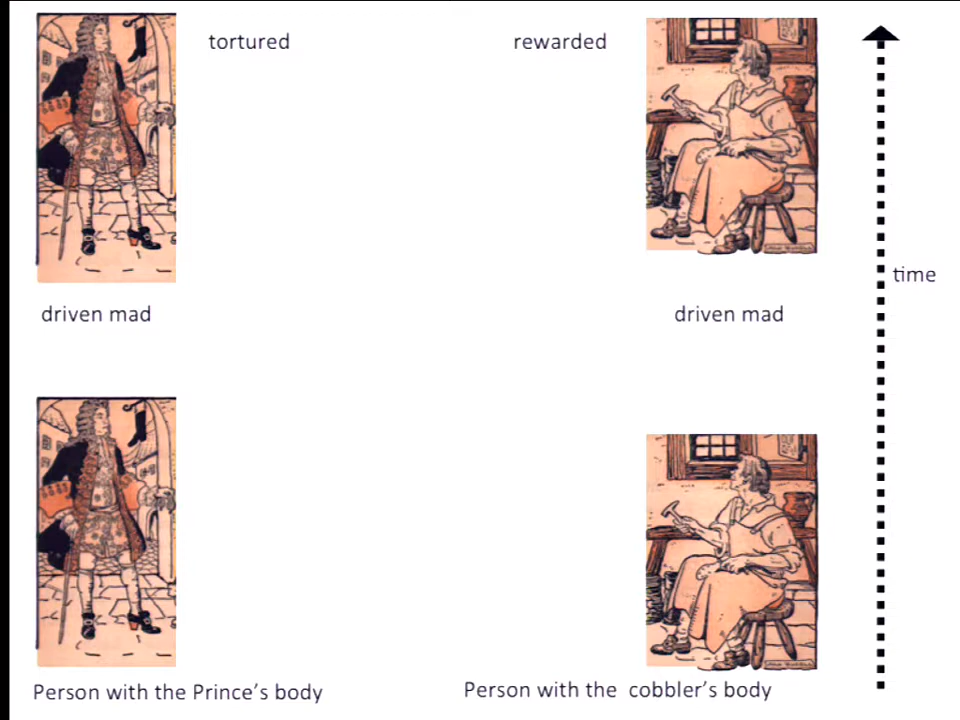 tortured
rewarded
time
driven mad
driven mad
Person with the Prince's body
Person with the cobbler's body